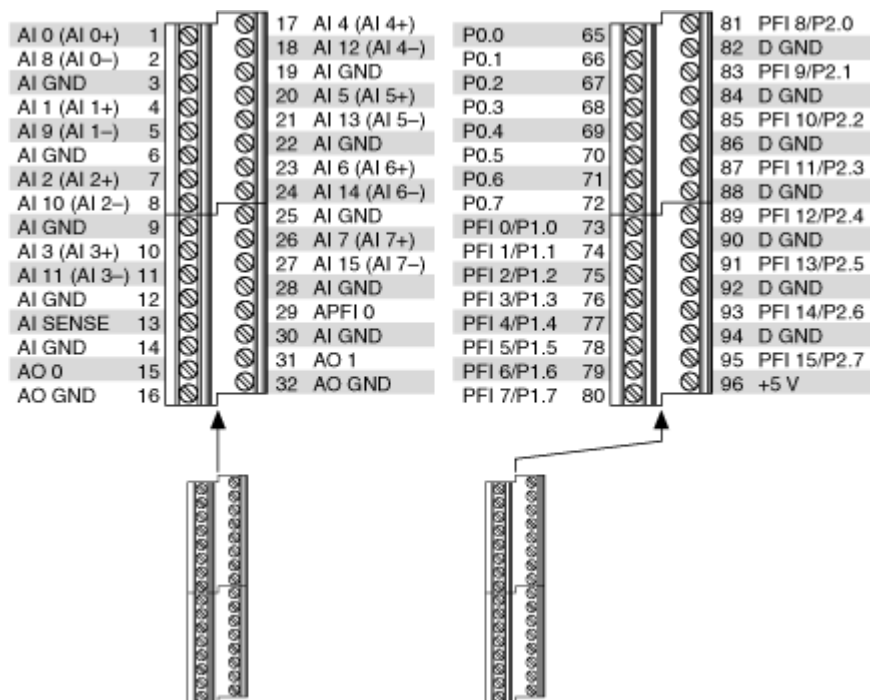 AI 0 (AI 0+) 1
AI 8 (AI 0–) 2
AI GND 3
AI 1 (AI 1+) 4
AI 9 (AI 1–) 5
AI GND 6
AI 2 (AI 2+) 7
AI 10 (AI 2–) 8
AI GND 9
AI 3 (AI 3+) 10
AI 11 (AI 3–) 11
AI GND 12
AI SENSE 13
AI GND 14
AO 0 15
AO GND 16
17 AI 4 (AI 4+)
18 AI 12 (AI 4–)
19 AI GND
20 AI 5 (AI 5+)
21 AI 13 (AI 5–)
22 AI GND
23 AI 6 (AI 6+)
24 AI 14 (AI 6–)
25 AI GND
26 AI 7 (AI 7+)
27 AI 15 (AI 7–)
28 AI GND
29 APFI 0
30 AI GND
31 AO 1
32 AO GND
P0.0 65
P0.1 66
P0.2 67
P0.3 68
P0.4 69
P0.5 70
P0.6 71
P0.7 72
PFI 0/P1.0 73
PFI 1/P1.1 74
PFI 2/P1.2 75
PFI 3/P1.3 76
PFI 4/P1.4 77
PFI 5/P1.5 78
PFI 6/P1.6 79
PFI 7/P1.7 80
81 PFI 8/P2.0
82 D GND
83 PFI 9/P2.1
84 D GND
85 PFI 10/P2.2
86 D GND
87 PFI 11/P2.3
88 D GND
89 PFI 12/P2.4
90 D GND
91 PFI 13/P2.5
92 D GND
93 PFI 14/P2.6
94 D GND
95 PFI 15/P2.7
96 +5 V